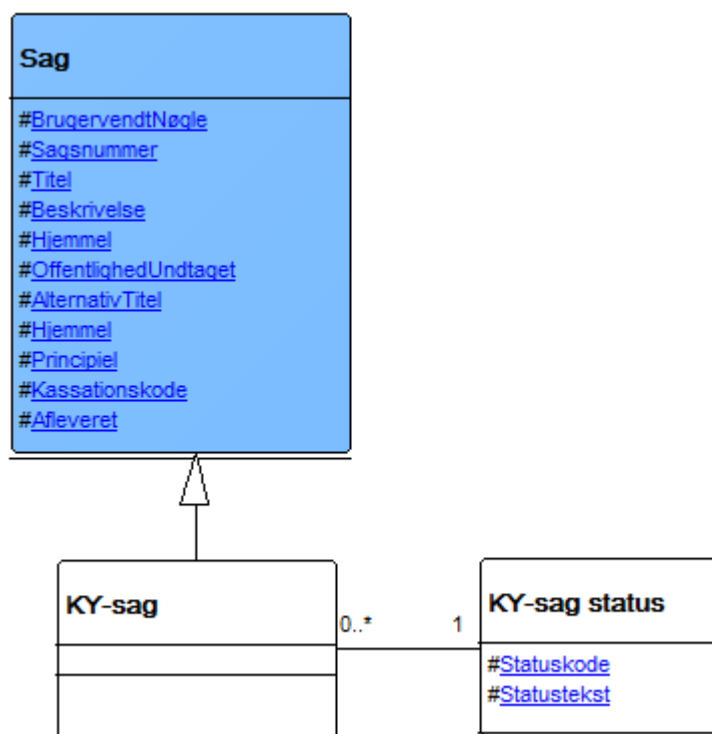 Sag
#BrugervendtNøgle
#Sagsnummer
#Titel
#Beskrivelse
#Hjemmel
#OffentlighedUndtaget
#AlternativTitel
#Hjemmel
#Principiel
#Kassationskode
#Afleveret
KY-sag
0..* 1
KY-sag status
#Statuskode
#Statustekst